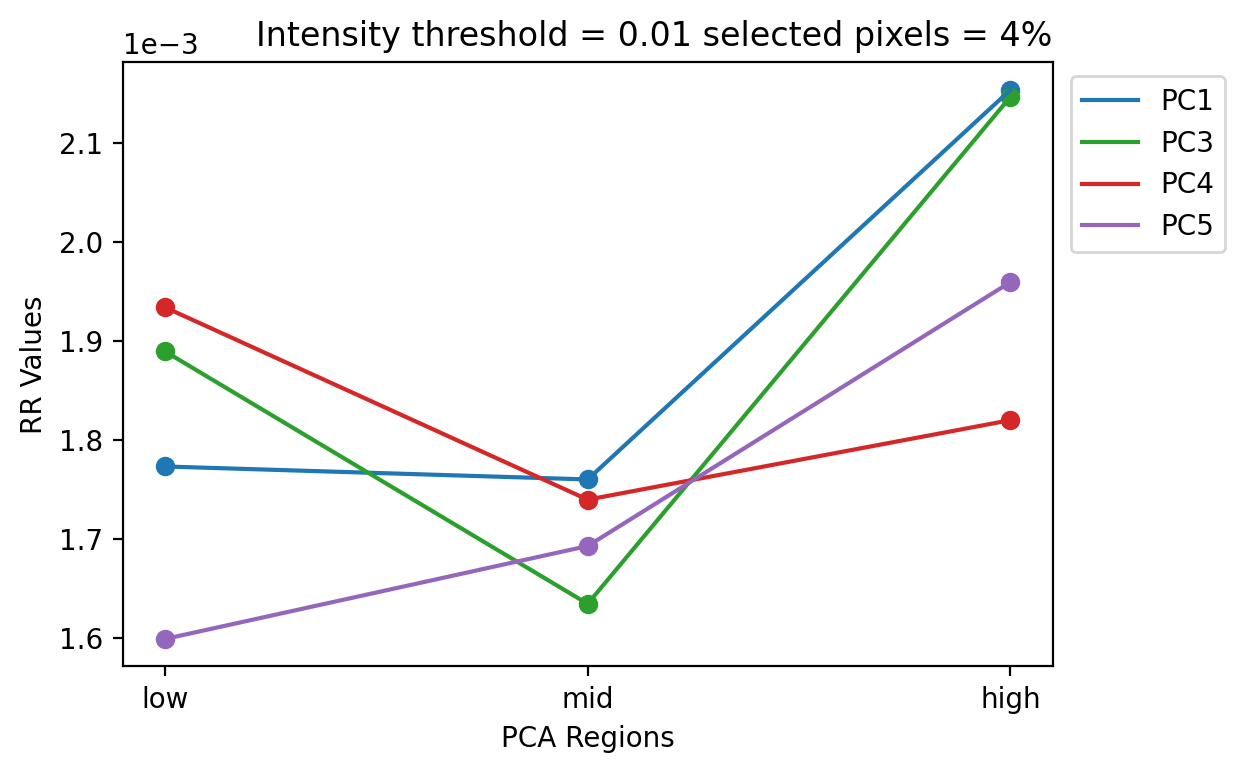 Intensity threshold = 0.01 selected pixels = 4%
1e−3
2.1
2.0
1.9
1.8
1.7
1.6
RR Values
low
mid
high
PCA Regions
PC1
PC3
PC4
PC5